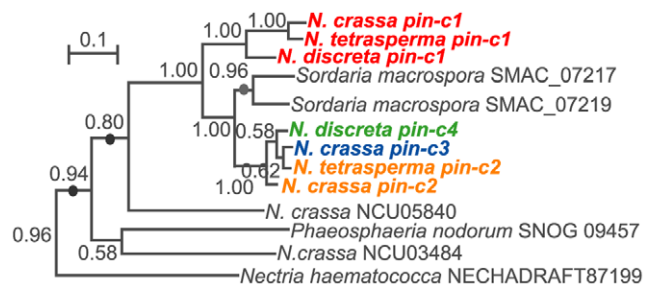 1.00 N. crassa pin-c1
0.1 1.00 N. tetrasperma pin-c1
N. discreta pin-c1
1.00 0.96 Sordaria macrospora SMAC_07217
Sordaria macrospora SMAC_07219
0.80 1.00 0.58 N. discreta pin-c4
N. crassa pin-c3
0.94 0.62 N. tetrasperma pin-c2
1.00 N. crassa pin-c2
N. crassa NCU05840
0.96 Phaeosphaeria nodorum SNOG 09457
0.58 N.crassa NCU03484
Nectria haematococca NECHADRAFT87199